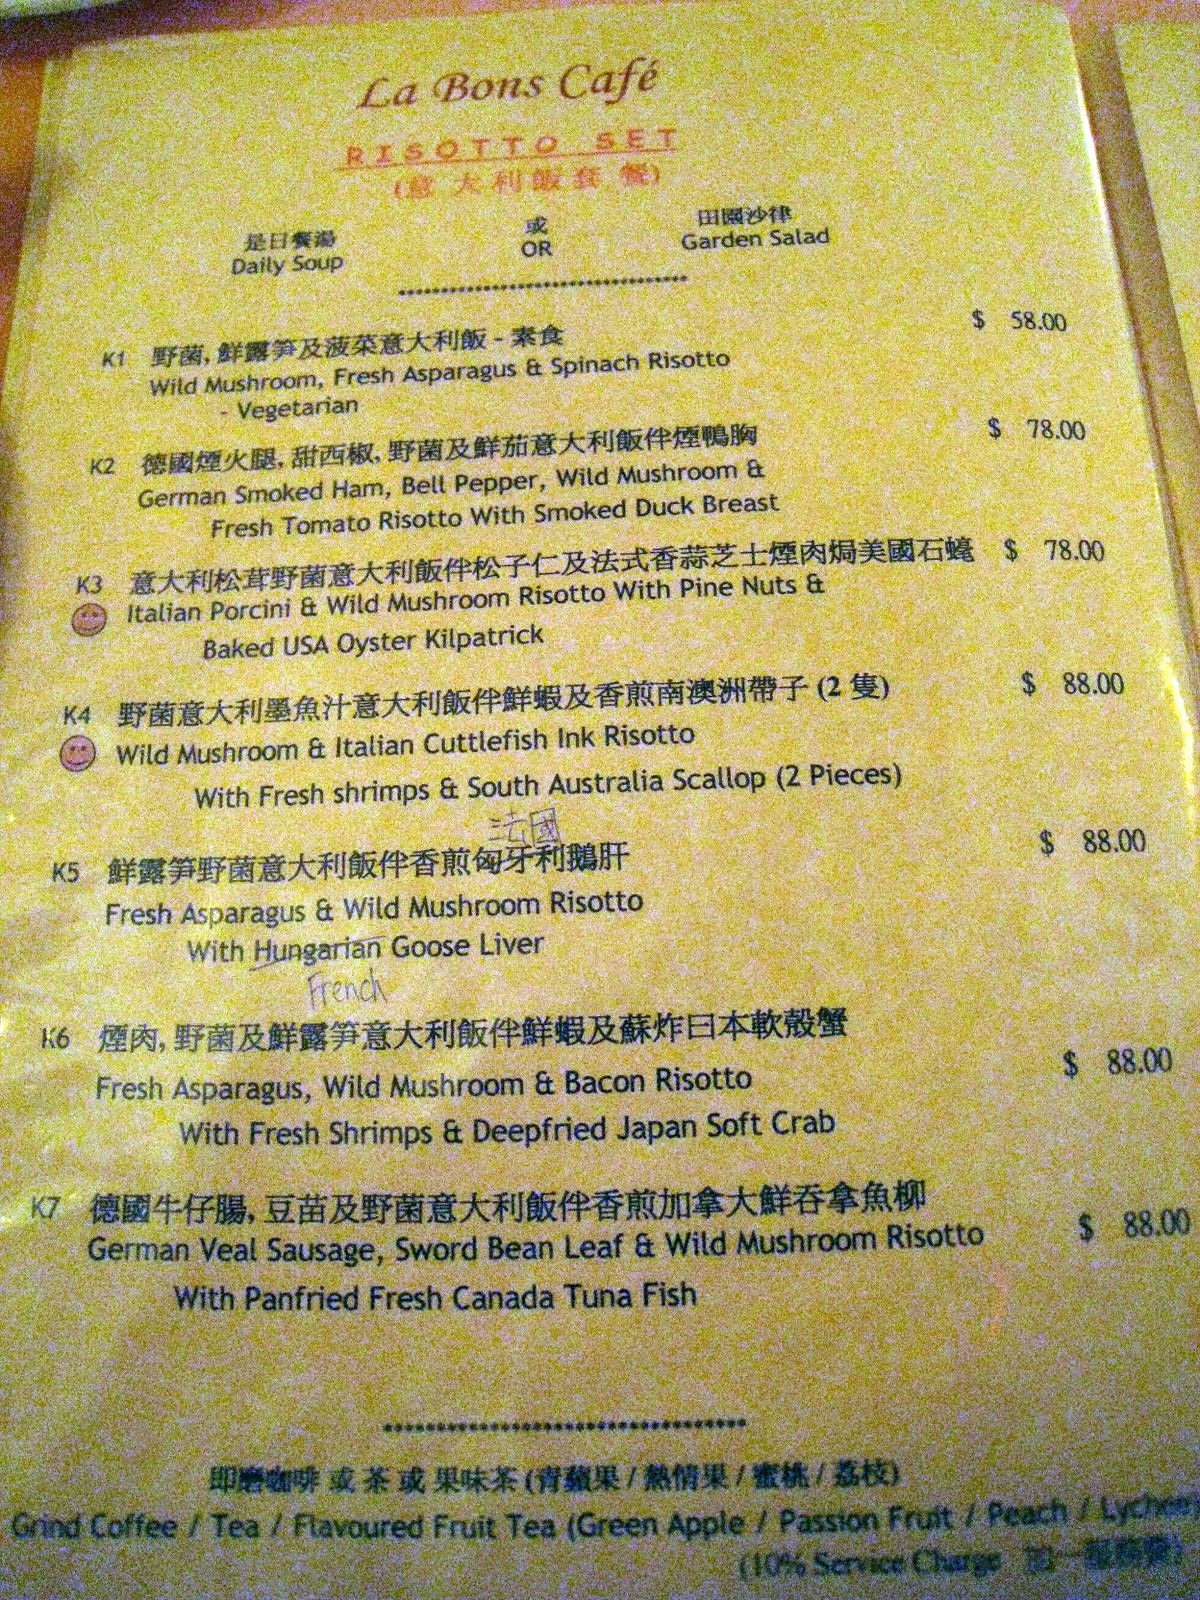 La Bons Café
RISOTTO SET
(意大利飯套餐)
是日餐湯 或 田園沙律
Daily Soup OR Garden Salad
K1 野菌, 鮮露笋及菠菜意大利飯 - 素食 $ 58.00
Wild Mushroom, Fresh Asparagus & Spinach Risotto
- Vegetarian
K2 德國煙火腿, 甜西椒, 野菌及鮮茄意大利飯伴煙鴨胸 $ 78.00
German Smoked Ham, Bell Pepper, Wild Mushroom &
Fresh Tomato Risotto With Smoked Duck Breast
K3 意大利松茸野菌意大利飯伴松子仁及法式香蒜芝士煙肉焗美國石蠔 $ 78.00
Italian Porcini & Wild Mushroom Risotto With Pine Nuts &
Baked USA Oyster Kilpatrick
K4 野菌意大利墨魚汁意大利飯伴鮮蝦及香煎南澳洲帶子 (2 隻) $ 88.00
Wild Mushroom & Italian Cuttlefish Ink Risotto
With Fresh shrimps & South Australia Scallop (2 Pieces)
法國
K5 鮮露笋野菌意大利飯伴香煎匈牙利鵝肝 $ 88.00
Fresh Asparagus & Wild Mushroom Risotto
With Hungarian Goose Liver
French
K6 煙肉, 野菌及鮮露笋意大利飯伴鮮蝦及蘇炸日本軟殼蟹
Fresh Asparagus, Wild Mushroom & Bacon Risotto $ 88.00
With Fresh Shrimps & Deepfried Japan Soft Crab
K7 德國牛仔腸, 豆苗及野菌意大利飯伴香煎加拿大鮮吞拿魚柳
German Veal Sausage, Sword Bean Leaf & Wild Mushroom Risotto $ 88.00
With Panfried Fresh Canada Tuna Fish
即磨咖啡 或 茶 或 果味茶 (青蘋果 / 熱情果 / 蜜桃 / 荔枝)
Grind Coffee / Tea / Flavoured Fruit Tea (Green Apple / Passion Fruit / Peach / Lychee
(10% Service Charge 加一服務費)